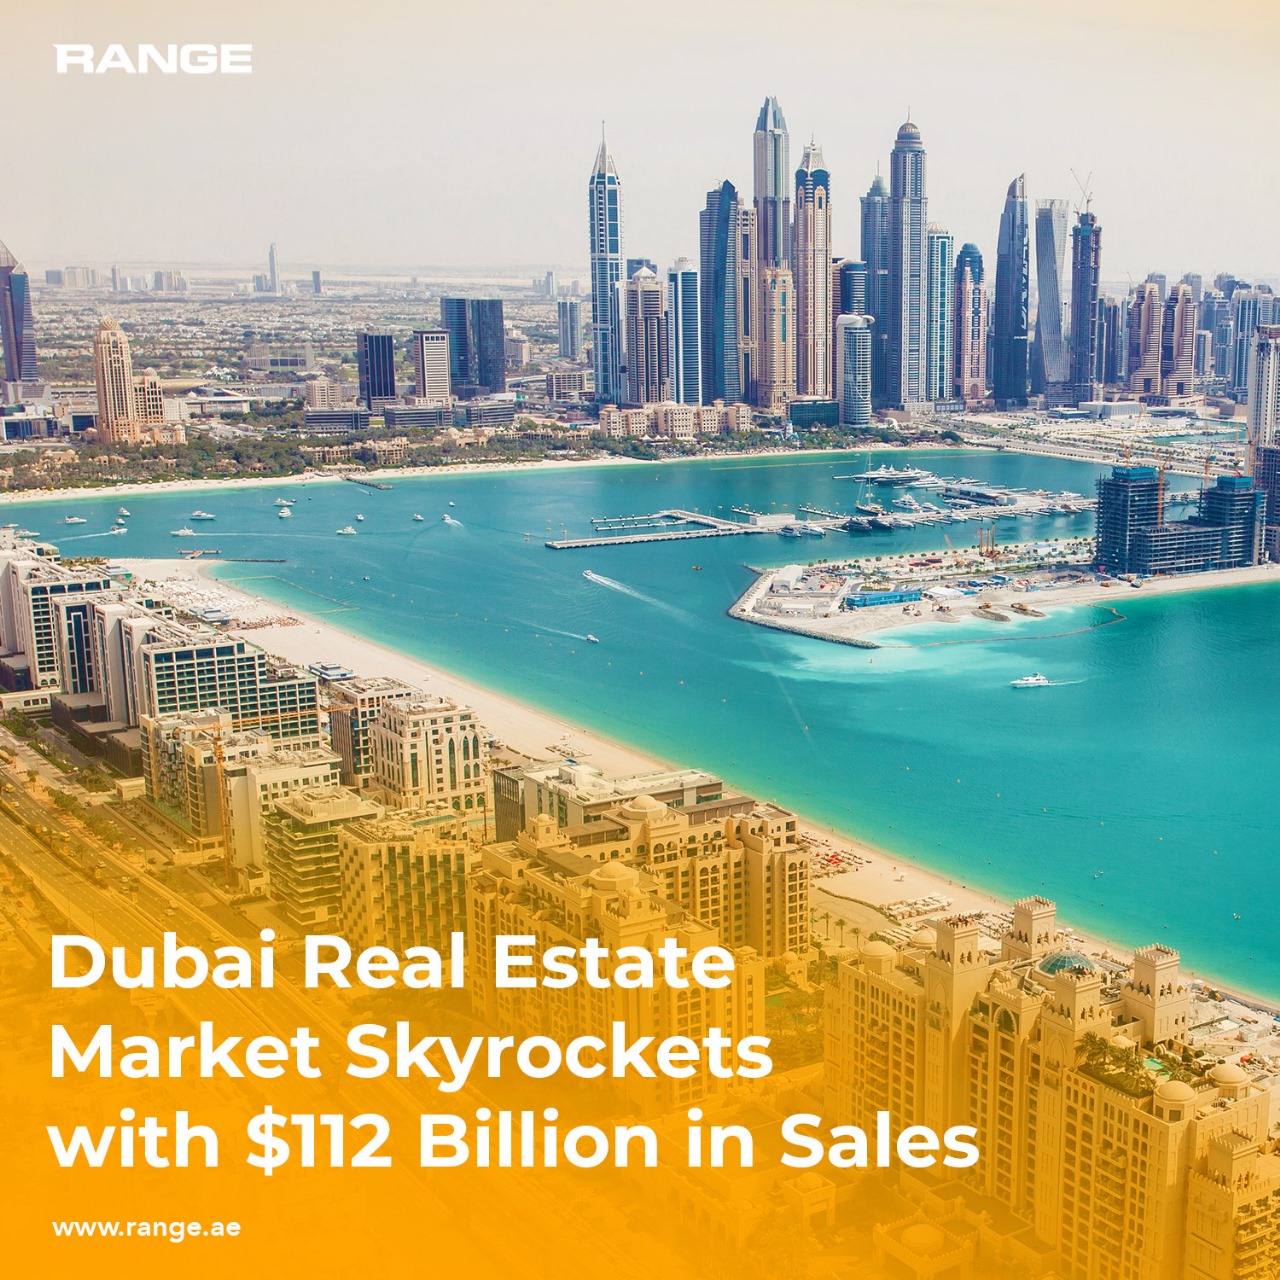 RANGE
Dubai Real Estate
Market Skyrockets
with $112 Billion in Sales
www.range.ae